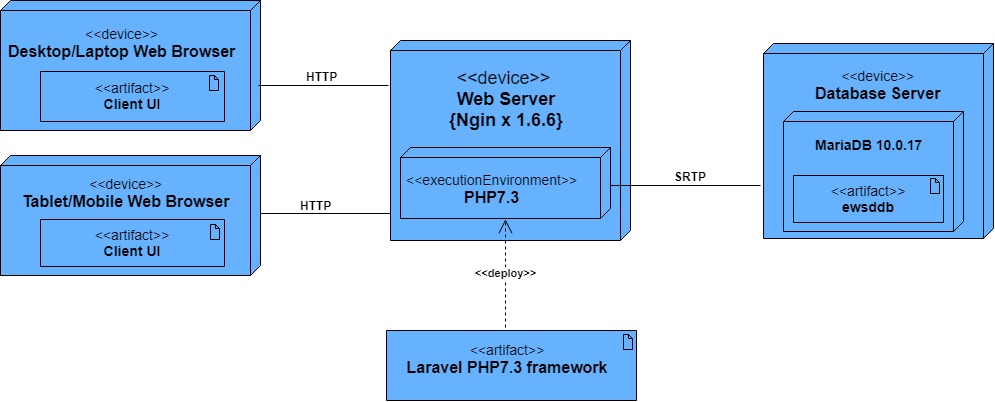 <<device>>
Desktop/Laptop Web Browser
<<artifact>>
Client UI
HTTP
<<device>>
Tablet/Mobile Web Browser
<<artifact>>
Client UI
HTTP
<<device>>
Web Server
{Ngin x 1.6.6}
<<executionEnvironment>>
PHP7.3
SRTP
<<device>>
Database Server
MariaDB 10.0.17
<<artifact>>
ewsddb
<<deploy>>
<<artifact>>
Laravel PHP7.3 framework